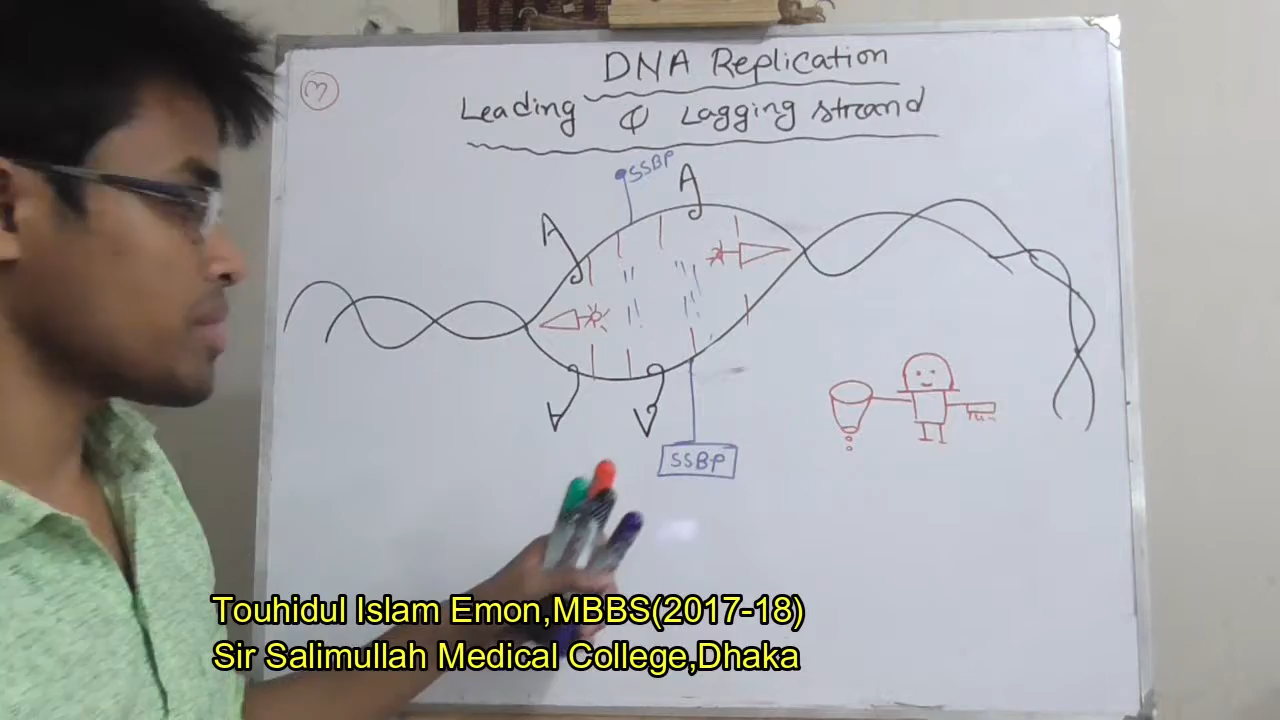 DNA Replication
Leading & Lagging strand
SSBP
A
A
A
A
SSBP
Touhidul Islam Emon,MBBS(2017-18)
Sir Salimullah Medical College,Dhaka